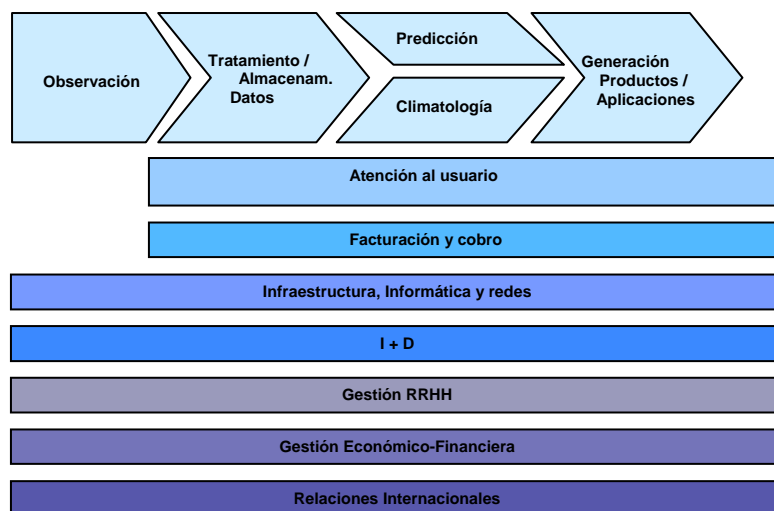 Observación
Tratamiento /
Almacenam.
Datos
Predicción
Climatología
Generación
Productos /
Aplicaciones
Atención al usuario
Facturación y cobro
Infraestructura, Informática y redes
I + D
Gestión RRHH
Gestión Económico-Financiera
Relaciones Internacionales